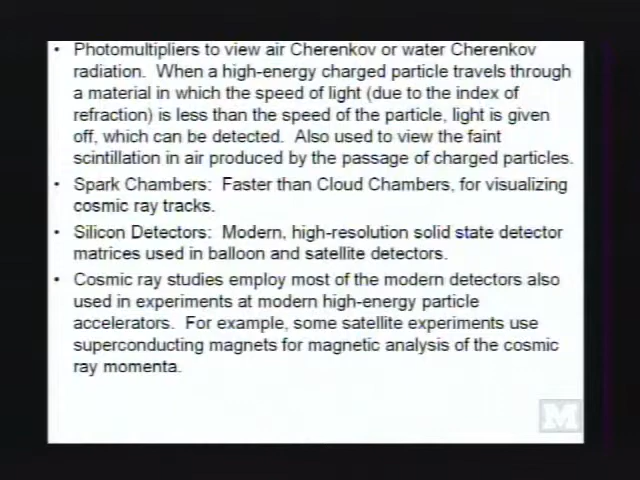 • Photomultipliers to view air Cherenkov or water Cherenkov
radiation.  When a high-energy charged particle travels through
a material in which the speed of light (due to the index of
refraction) is less than the speed of the particle, light is given
off, which can be detected.  Also used to view the faint
scintillation in air produced by the passage of charged particles.
• Spark Chambers:  Faster than Cloud Chambers, for visualizing
cosmic ray tracks.
• Silicon Detectors:  Modern, high-resolution solid state detector
matrices used in balloon and satellite detectors.
• Cosmic ray studies employ most of the modern detectors also
used in experiments at modern high-energy particle
accelerators.  For example, some satellite experiments use
superconducting magnets for magnetic analysis of the cosmic
ray momenta.
M